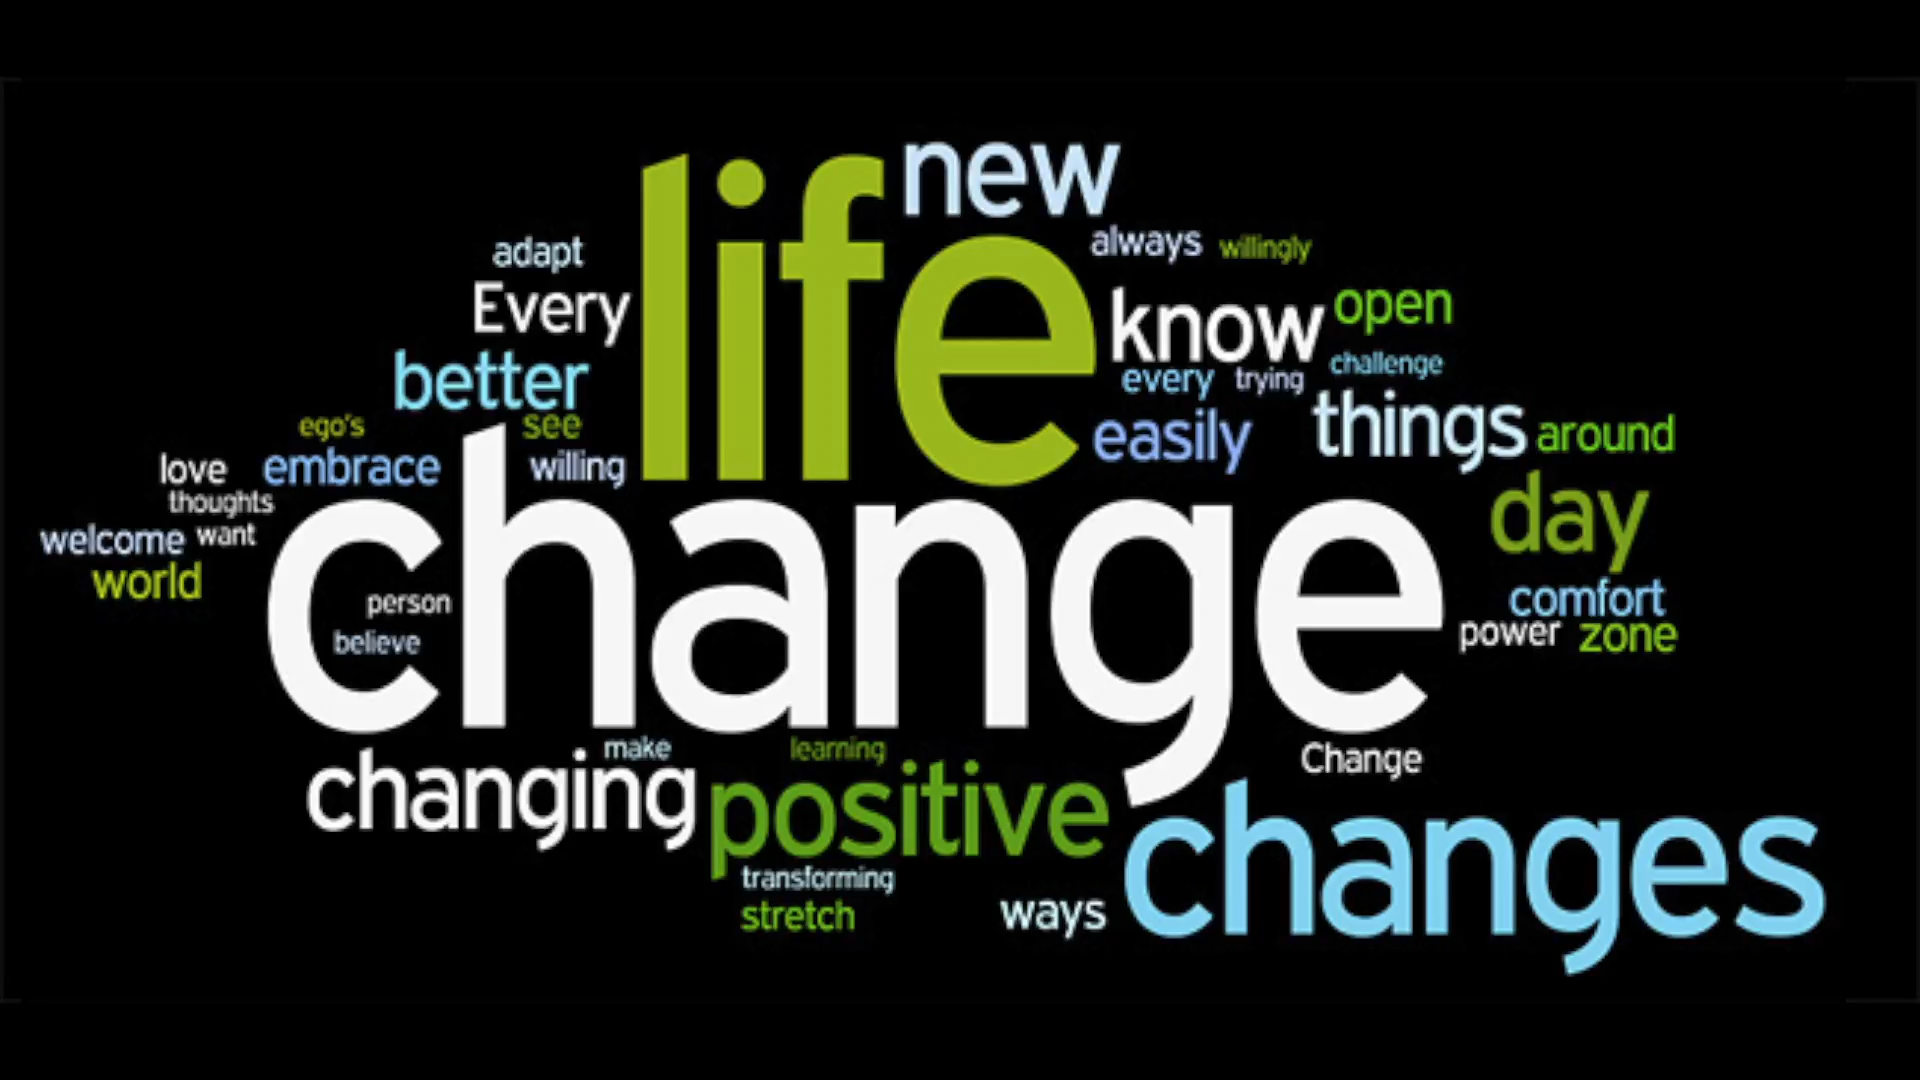 new
life
adapt
always
willingly
Every
know
open
better
every
trying
challenge
ego's
see
easily
things
around
love
embrace
willing
thoughts
welcome
want
change
day
world
person
believe
comfort
power
zone
changing
make
learning
Change
positive
changes
transforming
stretch
ways